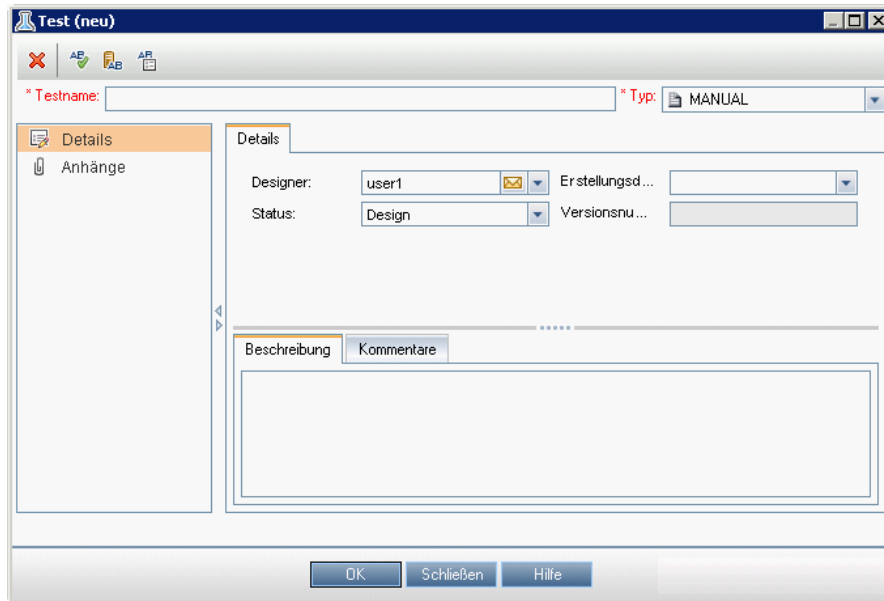 Test (neu)
* Testname:
* Typ: MANUAL
Details
Anhänge
Details
Designer: user1 Erstellungsd...
Status: Design Versionsnu...
Beschreibung Kommentare
OK Schließen Hilfe